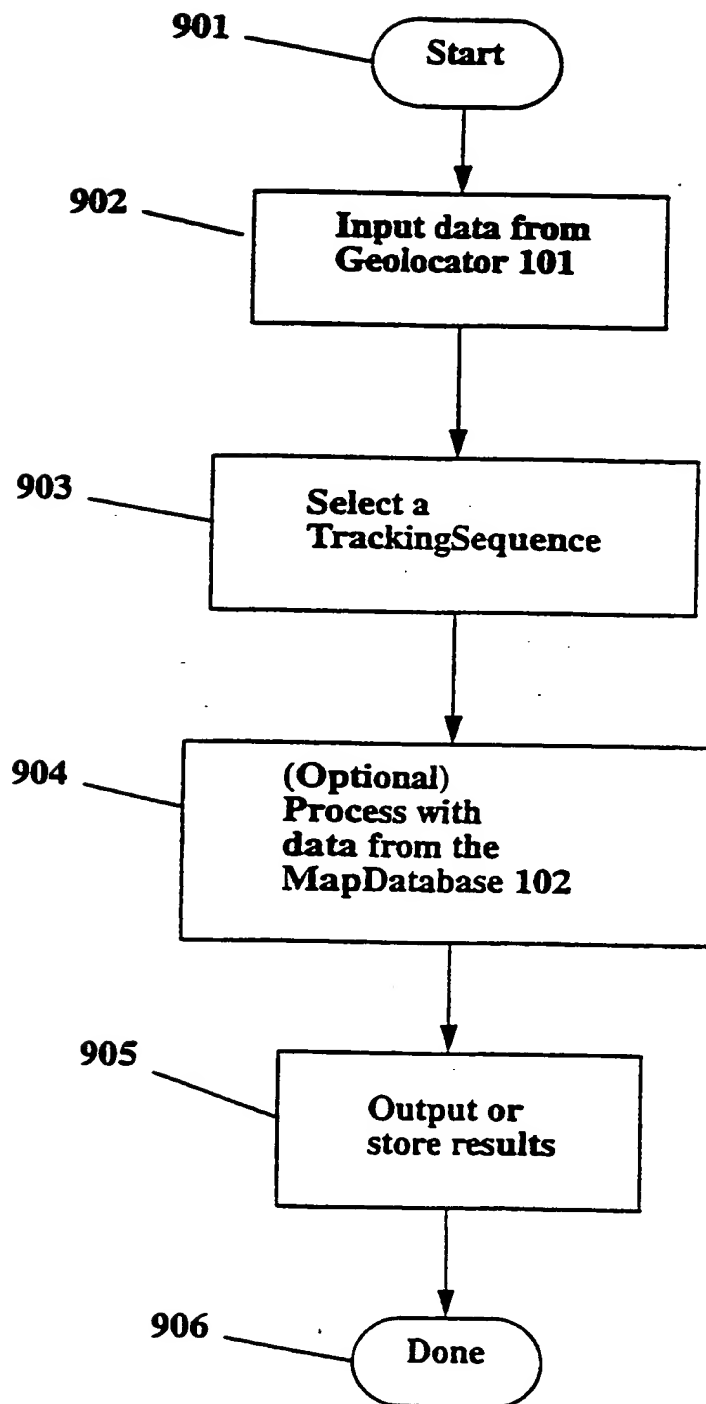 901
Start
902
Input data from
Geolocator 101
903
Select a
TrackingSequence
904
(Optional)
Process with
data from the
MapDatabase 102
905
Output or
store results
906
Done